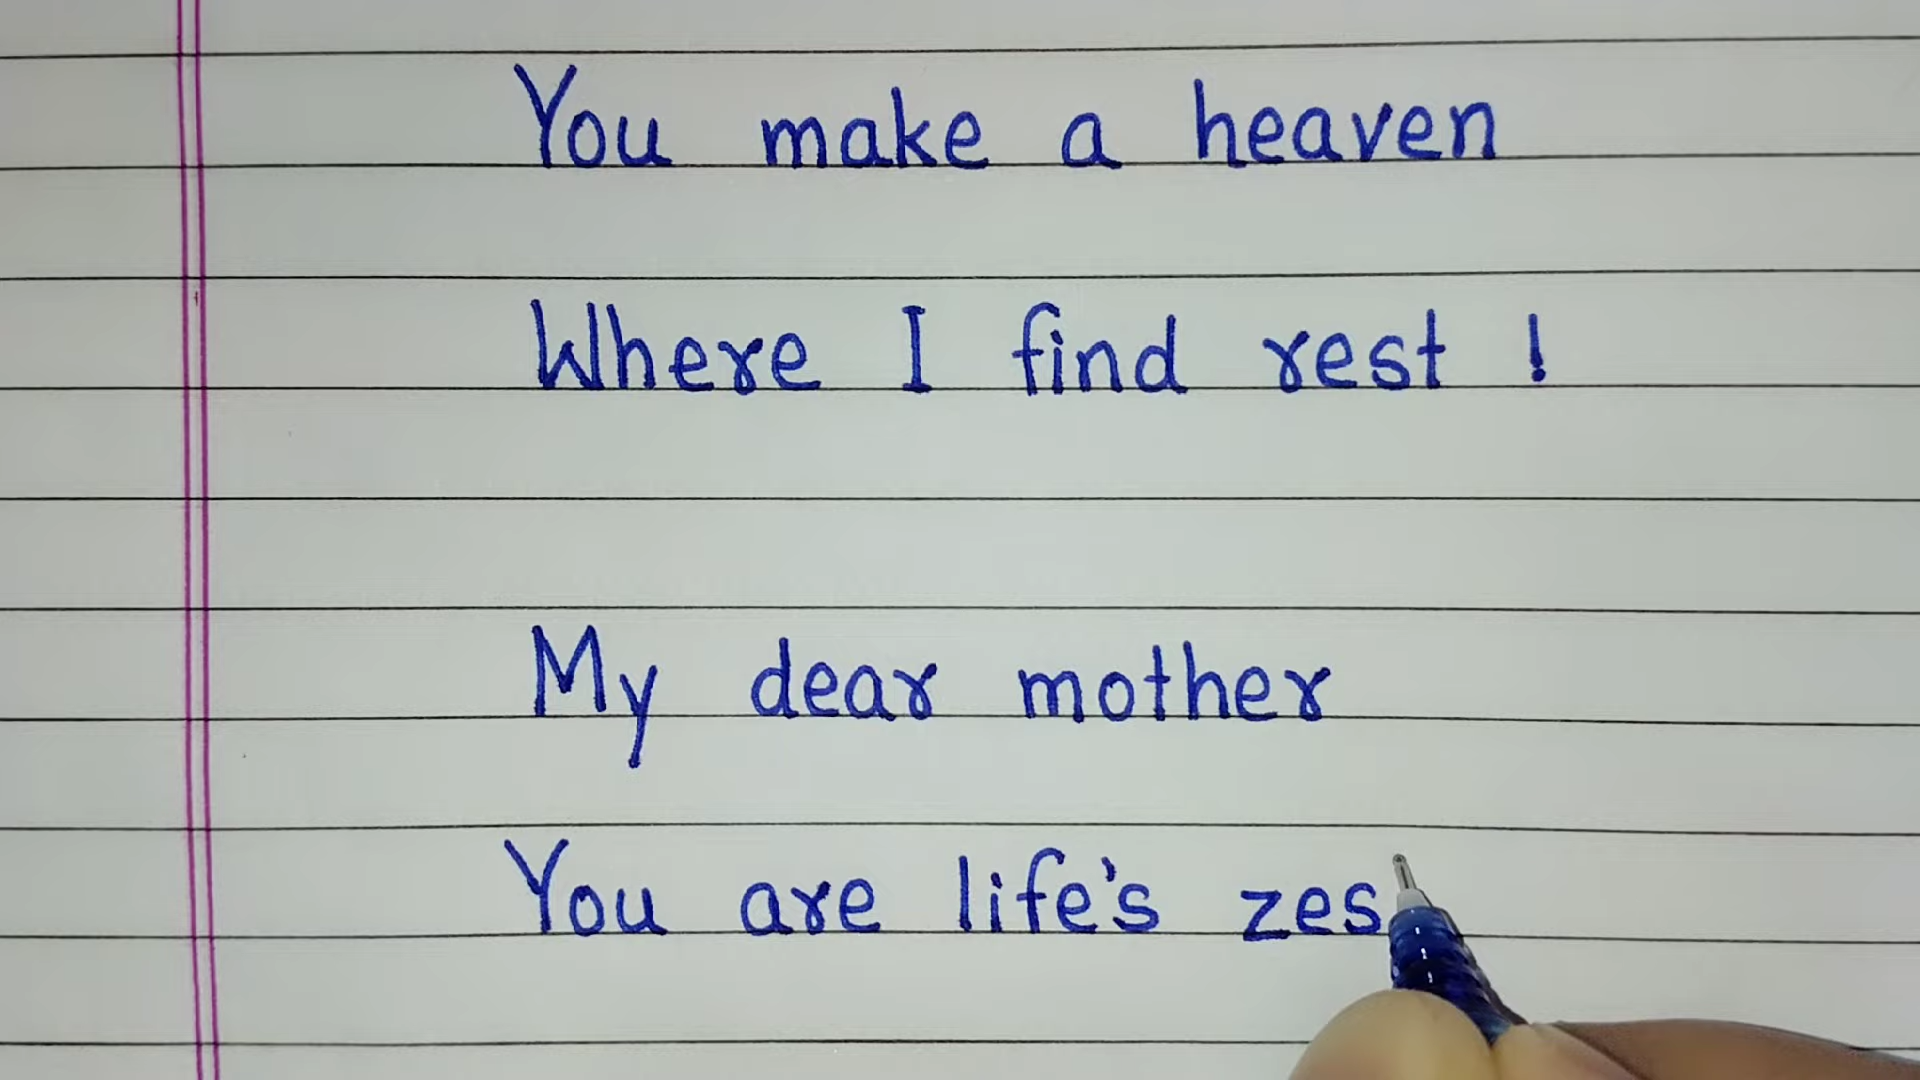 You make a heaven
Where I find rest !
My dear mother
You are life's zes